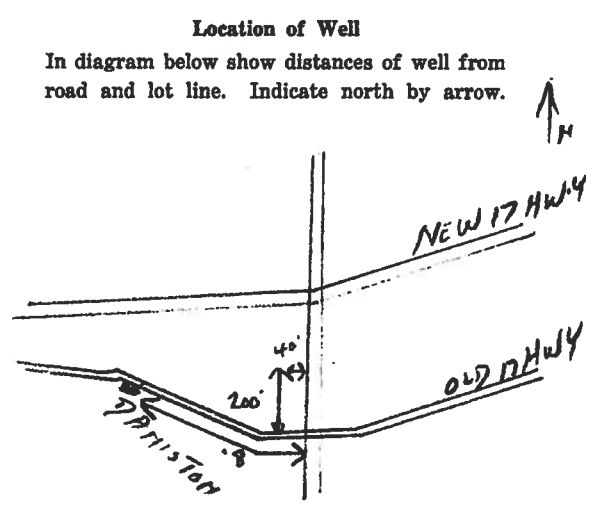 Location of Well
In diagram below show distances of well from
road and lot line. Indicate north by arrow.
N
NEW 17 HWY
40'
OLD 17 HWY
200'
.8